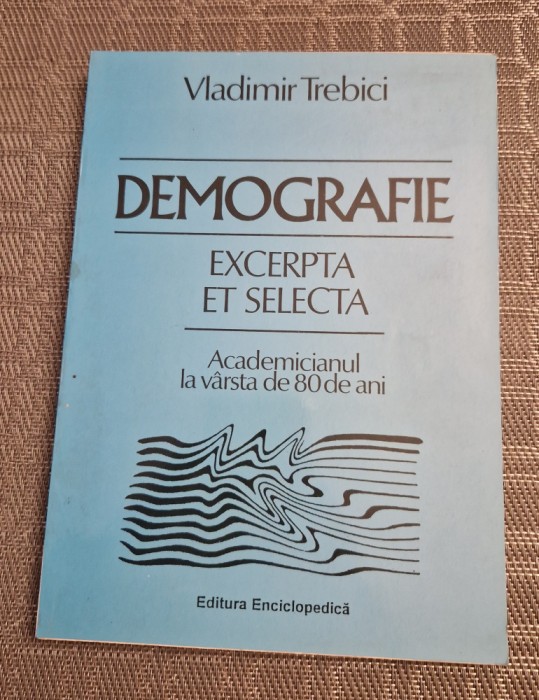 Vladimir Trebici
DEMOGRAFIE
EXCERPTA
ET SELECTA
Academicianul
la vârsta de 80 de ani
Editura Enciclopedică